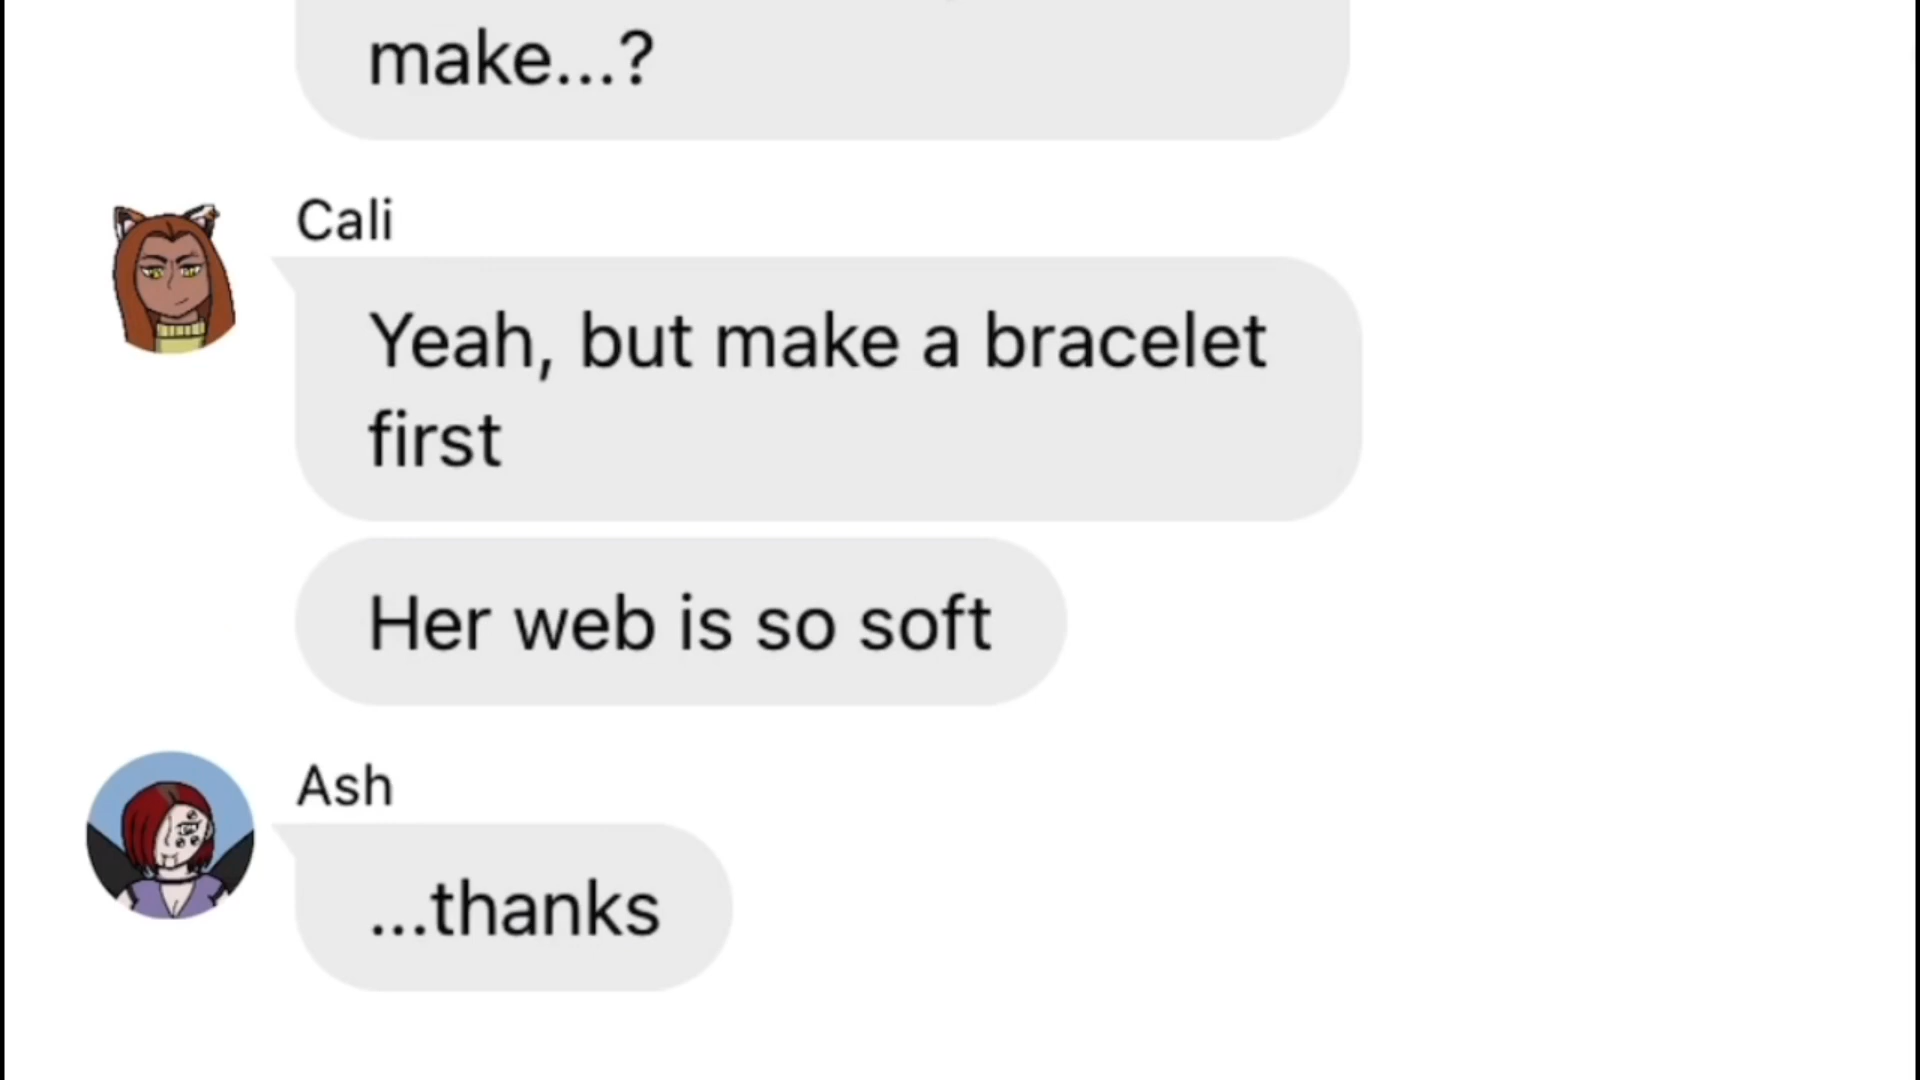 make...?
Cali
Yeah, but make a bracelet
first
Her web is so soft
Ash
...thanks